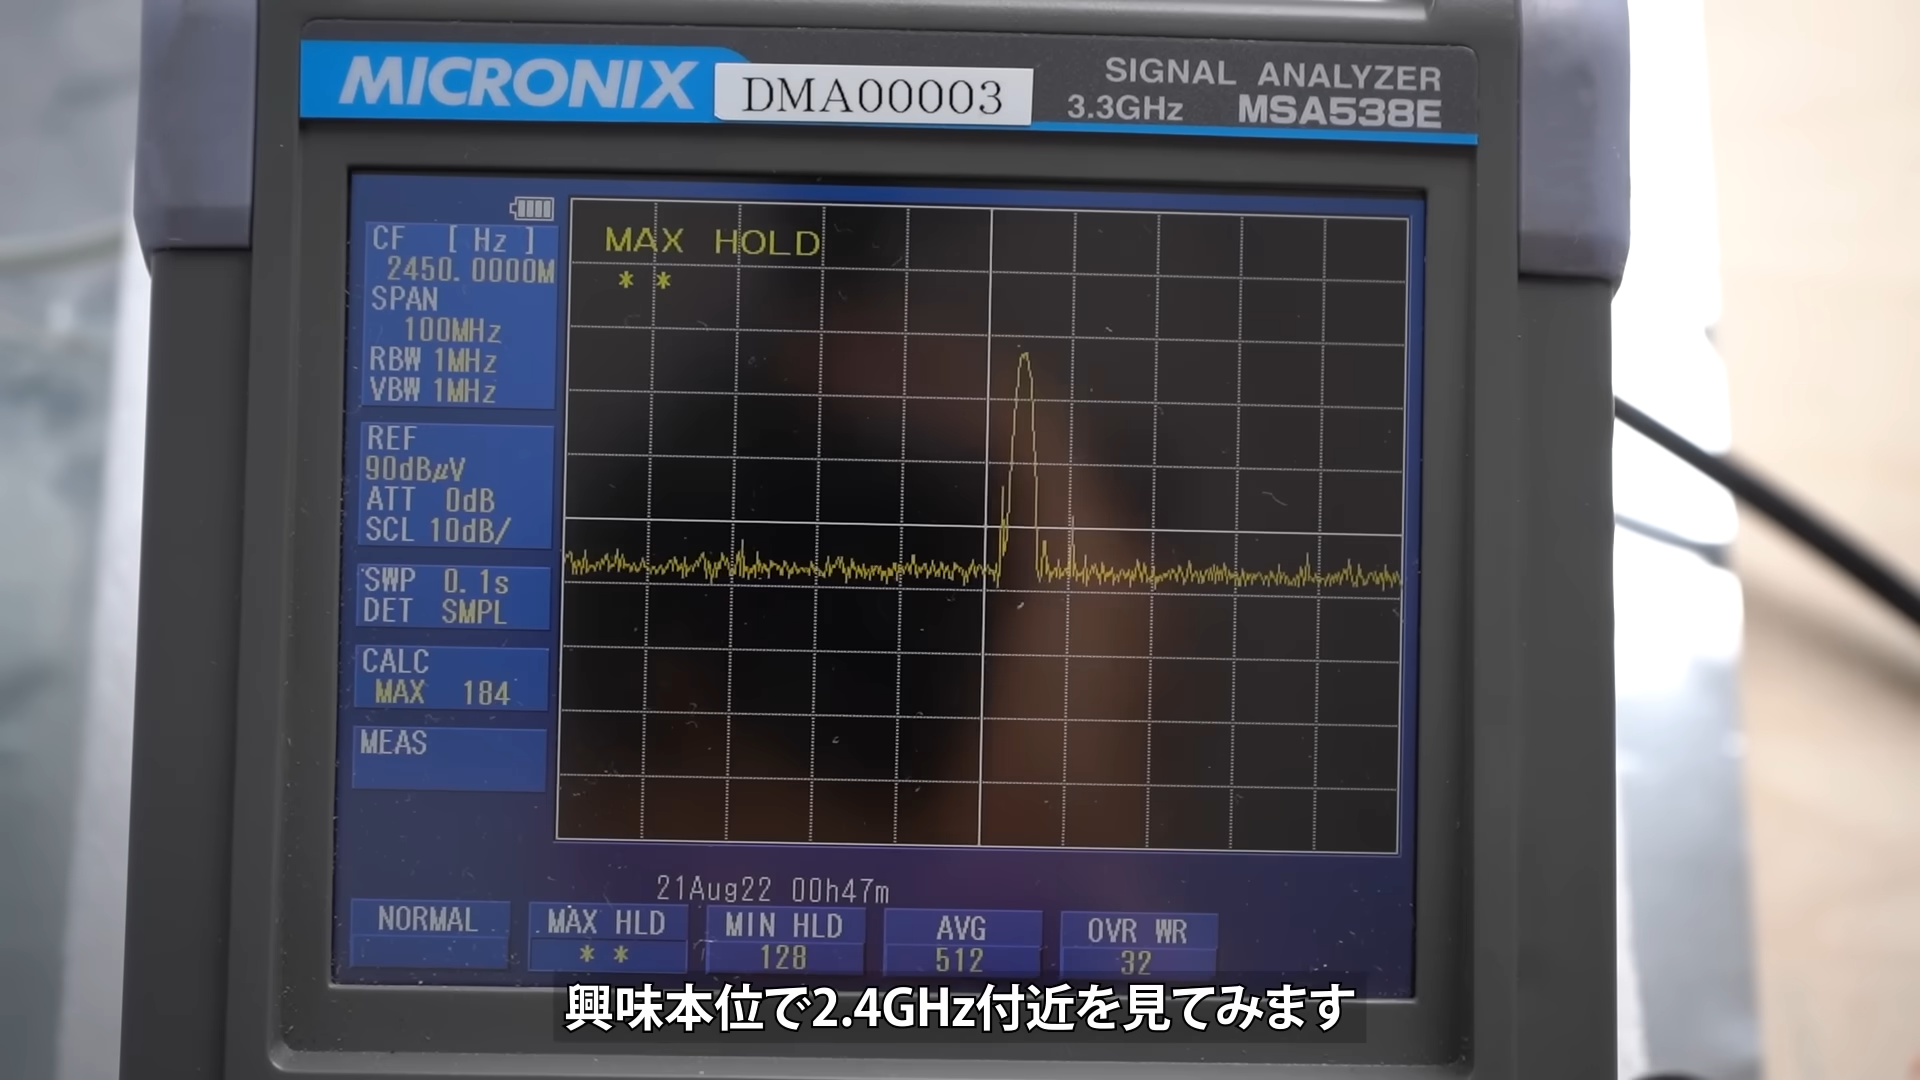 MICRONIX
DMA00003
SIGNAL ANALYZER
3.3GHz MSA538E
CF [ Hz ]
2450.0000M
SPAN
100MHz
RBW 1MHz
VBW 1MHz
REF
90dBμV
ATT 0dB
SCL 10dB/
SWP 0.1s
DET SMPL
CALC
MAX 184
MEAS
MAX HOLD
* *
21Aug22 00h47m
NORMAL
MAX HLD
* *
MIN HLD
128
AVG
512
OVR WR
32
興味本位で2.4GHz付近を見てみます